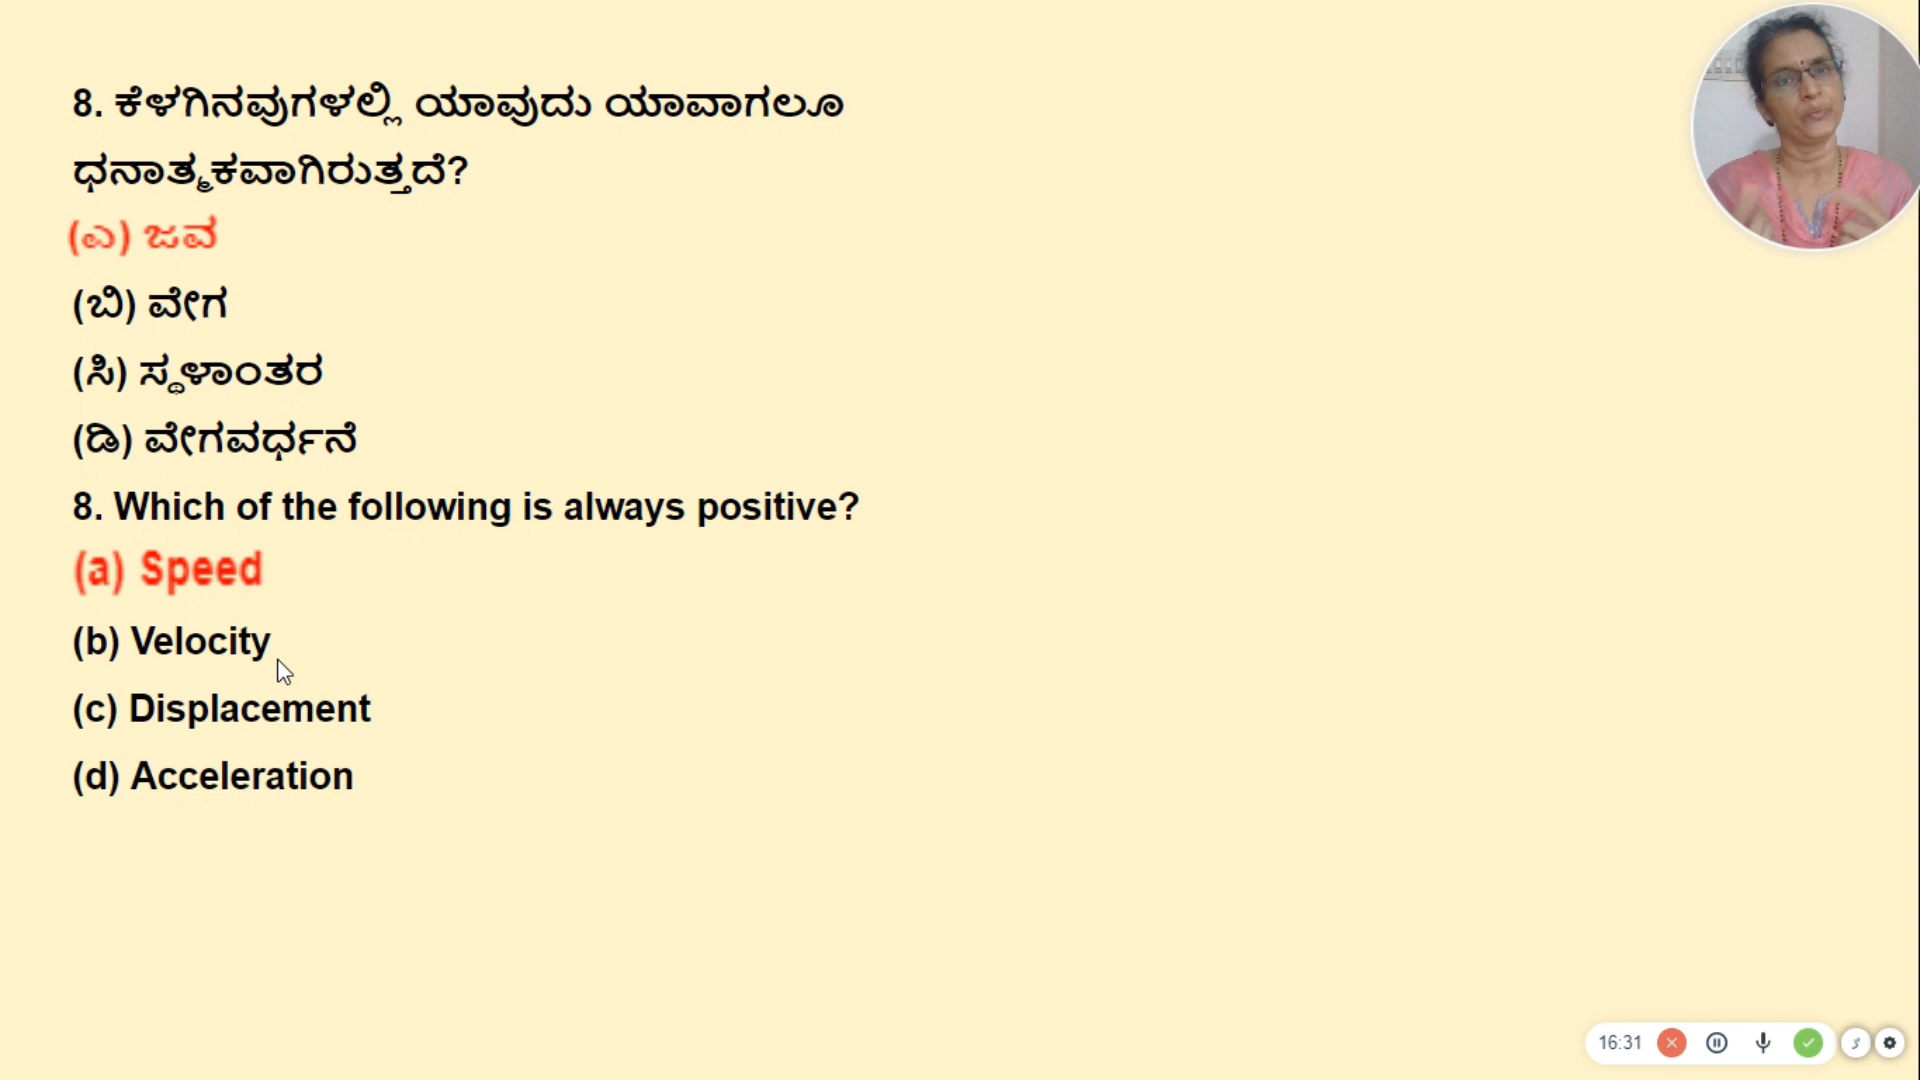 8. ಕೆಳಗಿನವುಗಳಲ್ಲಿ ಯಾವುದು ಯಾವಾಗಲೂ
ಧನಾತ್ಮಕವಾಗಿರುತ್ತದೆ?
(ಎ) ಜವ
(ಬಿ) ವೇಗ
(ಸಿ) ಸ್ಥಳಾಂತರ
(ಡಿ) ವೇಗವರ್ಧನೆ
8. Which of the following is always positive?
(a) Speed
(b) Velocity
(c) Displacement
(d) Acceleration
16:31